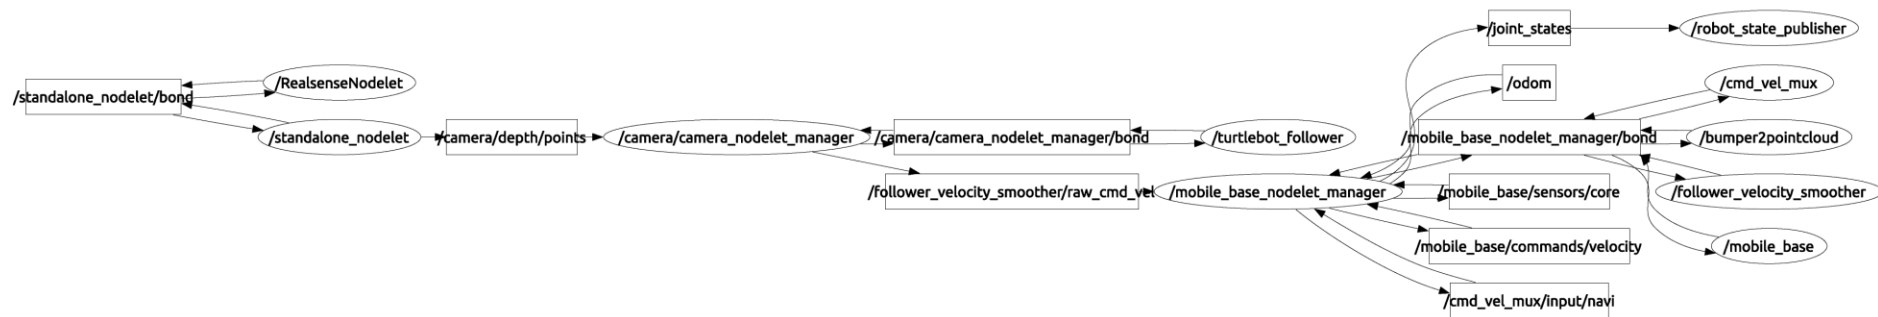 /joint_states
/robot_state_publisher
/RealsenseNodelet
/odom
/cmd_vel_mux
/standalone_nodelet/bond
/standalone_nodelet
/camera/depth/points
/camera/camera_nodelet_manager
/camera/camera_nodelet_manager/bond
/turtlebot_follower
/mobile_base_nodelet_manager/bond
/bumper2pointcloud
/follower_velocity_smoother/raw_cmd_vel
/mobile_base_nodelet_manager
/mobile_base/sensors/core
/follower_velocity_smoother
/mobile_base/commands/velocity
/mobile_base
/cmd_vel_mux/input/navi